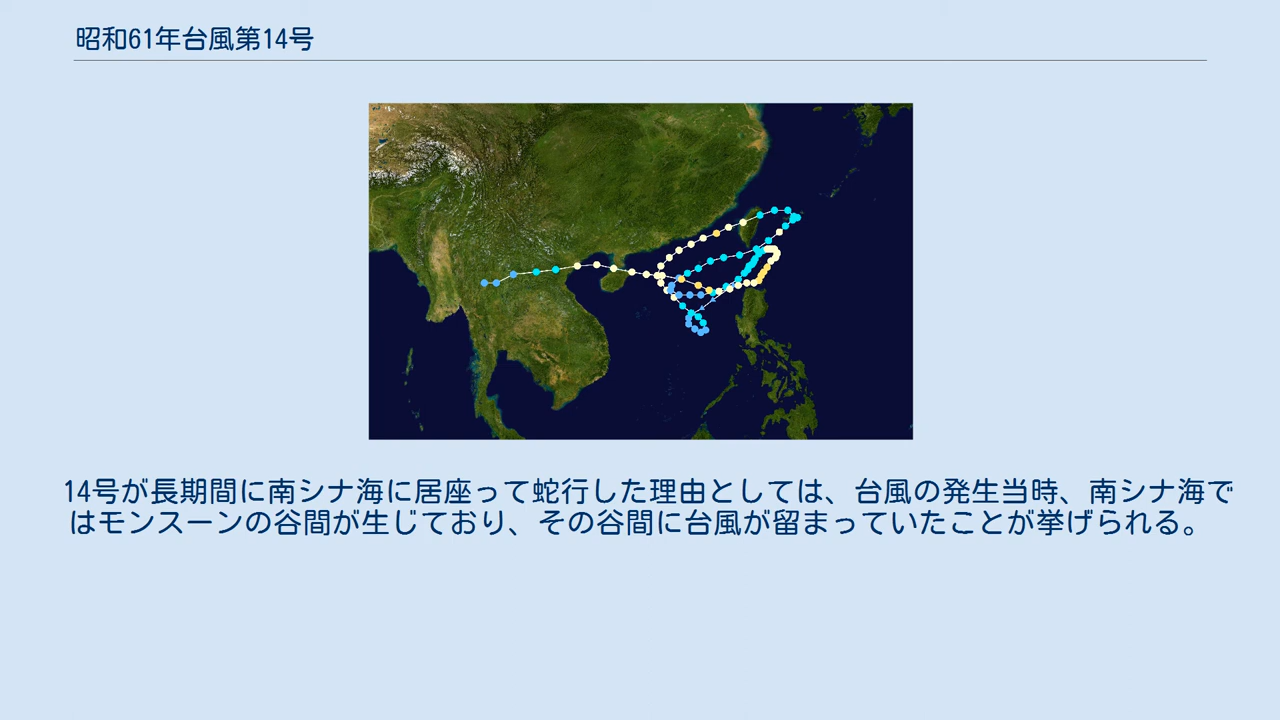 昭和61年台風第14号
14号が長期間に南シナ海に居座って蛇行した理由としては、台風の発生当時、南シナ海で
はモンスーンの谷間が生じており、その谷間に台風が留まっていたことが挙げられる。